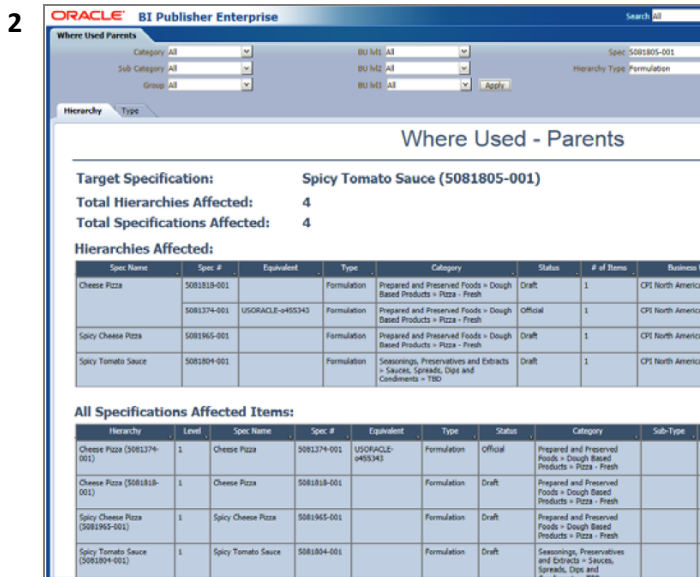 2
ORACLE BI Publisher Enterprise
Search All
Where Used Parents
Category All
BU lvl1 All
Spec 5081805-001
Sub Category All
BU lvl2 All
Hierarchy Type Formulation
Group All
BU lvl3 All
Apply
Hierarchy Type
Where Used - Parents
Target Specification: Spicy Tomato Sauce (5081805-001)
Total Hierarchies Affected: 4
Total Specifications Affected: 4
Hierarchies Affected:
Spec Name Spec # Equivalent Type Category Status # of Items Business
Cheese Pizza 5081818-001 Formulation Prepared and Preserved Foods » Dough Draft 1 CPI North America
Based Products » Pizza - Fresh
5081374-001 USORACLE-o455343 Formulation Prepared and Preserved Foods » Dough Official 1 CPI North America
Based Products » Pizza - Fresh
Spicy Cheese Pizza 5081965-001 Formulation Prepared and Preserved Foods » Dough Draft 1 CPI North America
Based Products » Pizza - Fresh
Spicy Tomato Sauce 5081804-001 Formulation Seasonings, Preservatives and Extracts Draft 1 CPI North America
» Sauces, Spreads, Dips and
Condiments » TBD
All Specifications Affected Items:
Hierarchy Level Spec Name Spec # Equivalent Type Status Category Sub-Type
Cheese Pizza (5081374- 1 Cheese Pizza 5081374-001 USORACLE- Formulation Official Prepared and Preserved
001) o455343 Foods » Dough Based
Products » Pizza - Fresh
Cheese Pizza (5081818- 1 Cheese Pizza 5081818-001 Formulation Draft Prepared and Preserved
001) Foods » Dough Based
Products » Pizza - Fresh
Spicy Cheese Pizza 1 Spicy Cheese Pizza 5081965-001 Formulation Draft Prepared and Preserved
(5081965-001) Foods » Dough Based
Products » Pizza - Fresh
Spicy Tomato Sauce 1 Spicy Tomato Sauce 5081804-001 Formulation Draft Seasonings, Preservatives
(5081804-001) and Extracts » Sauces,
Spreads, Dips and